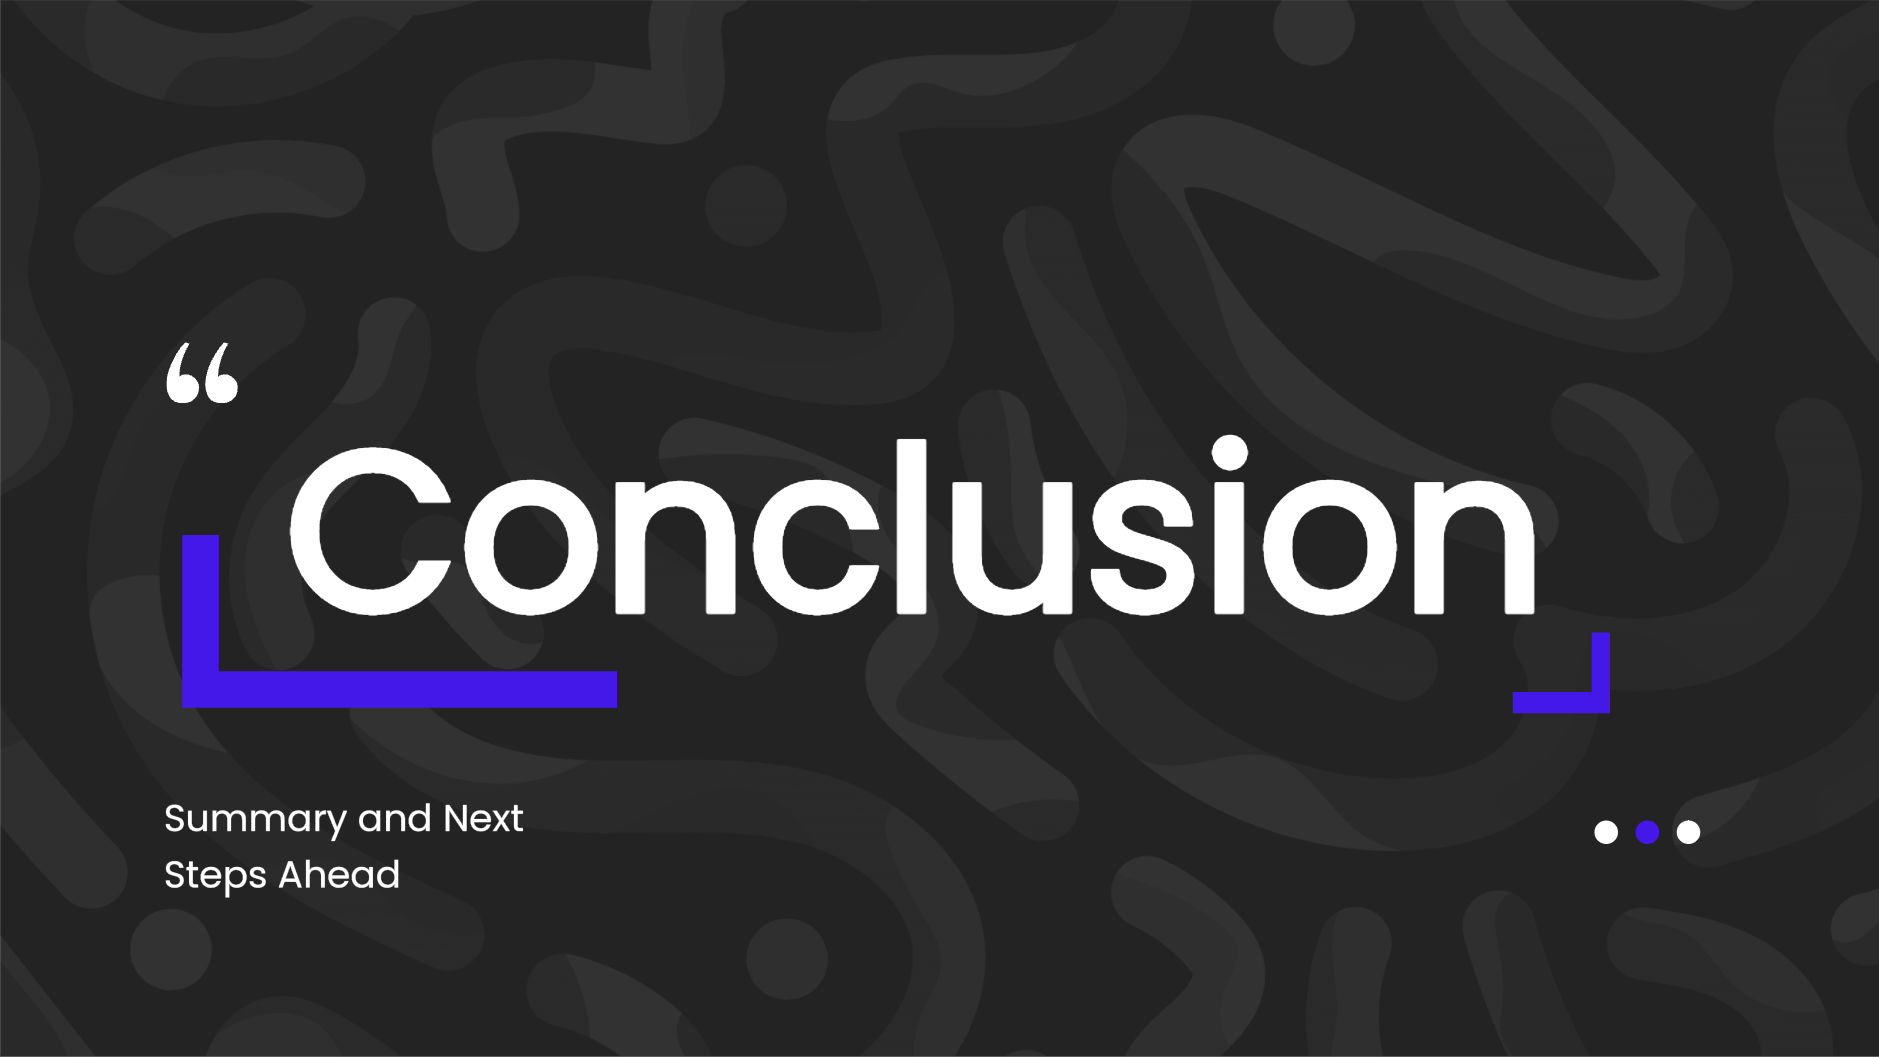 “
Conclusion
Summary and Next
Steps Ahead